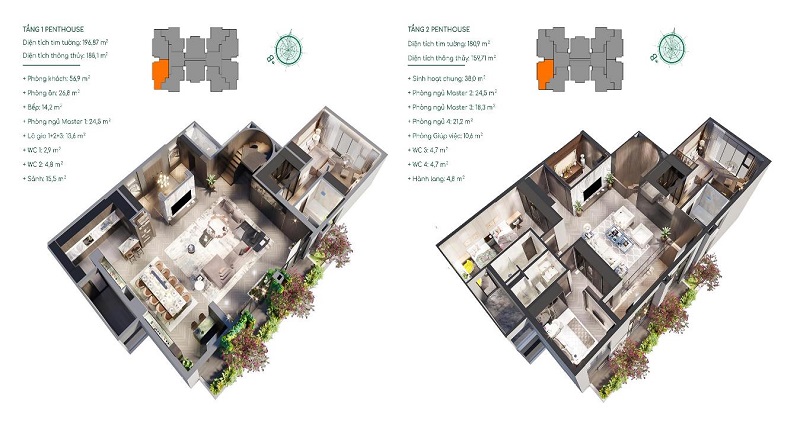 TẦNG 1 PENTHOUSE
Diện tích tim tường: 196,87 m²
Diện tích thông thủy: 185,1 m²
+ Phòng khách: 56,9 m²
+ Phòng ăn: 26,8 m²
+ Bếp: 14,2 m²
+ Phòng ngủ Master 1: 24,5 m²
+ Lô gia 1+2+3: 13,6 m²
+ WC 1: 2,9 m²
+ WC 2: 4,8 m²
+ Sảnh: 15,5 m²
B
TẦNG 2 PENTHOUSE
Diện tích tim tường: 180,9 m²
Diện tích thông thủy: 159,71 m²
+ Sinh hoạt chung: 38,0 m²
+ Phòng ngủ Master 2: 24,5 m²
+ Phòng ngủ Master 3: 18,3 m²
+ Phòng ngủ 4: 21,2 m²
+ Phòng Giúp việc: 10,6 m²
+ WC 3: 4,7 m²
+ WC 4: 4,7 m²
+ Hành lang: 4,8 m²
B